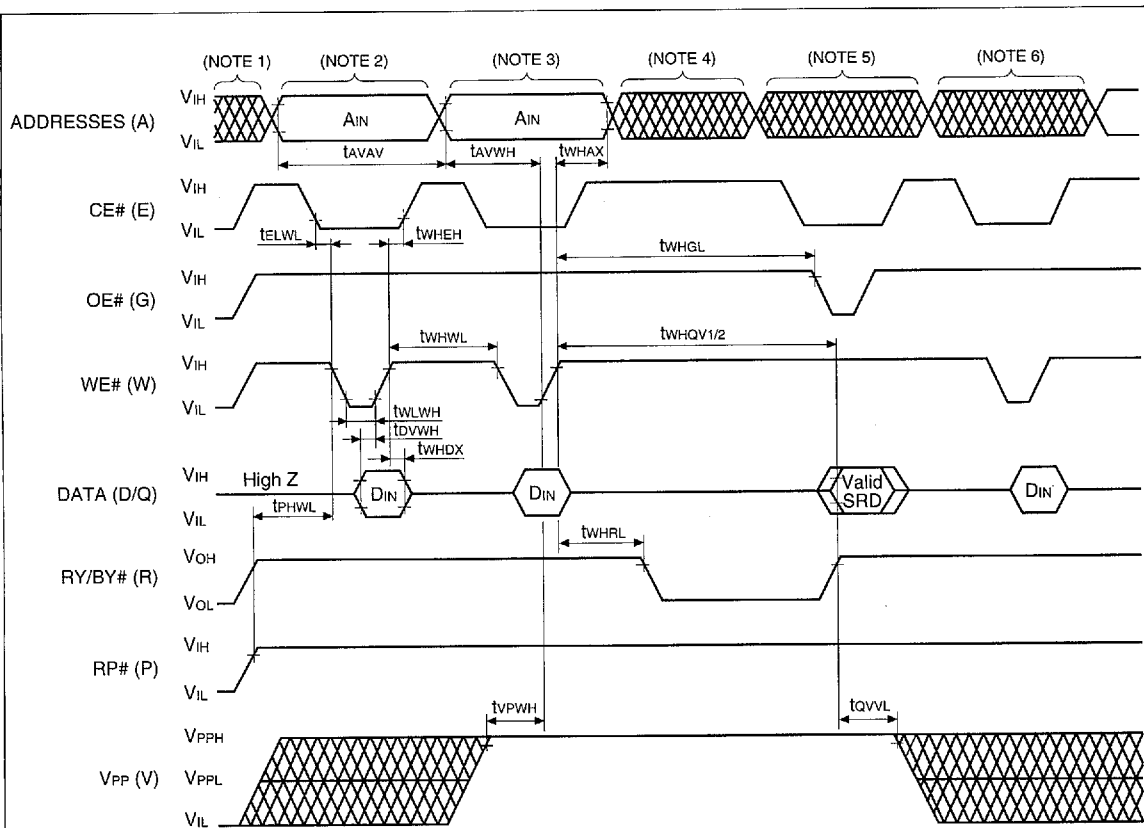 (NOTE 1) (NOTE 2) (NOTE 3) (NOTE 4) (NOTE 5) (NOTE 6)
VIH
ADDRESSES (A) AIN AIN
VIL
tAVAV tAVWH tWHAX
VIH
CE# (E)
VIL
tELWL tWHEH tWHGL
VIH
OE# (G)
VIL
tWHWL tWHQV1/2
VIH
WE# (W)
VIL
tWLWH
tDVWH
tWHDX
VIH High Z
DATA (D/Q) DIN DIN Valid SRD DIN
VIL
tPHWL tWHRL
VOH
RY/BY# (R)
VOL
VIH
RP# (P)
VIL
tVPWH tQVVL
VPPH
VPP (V) VPPL
VIL